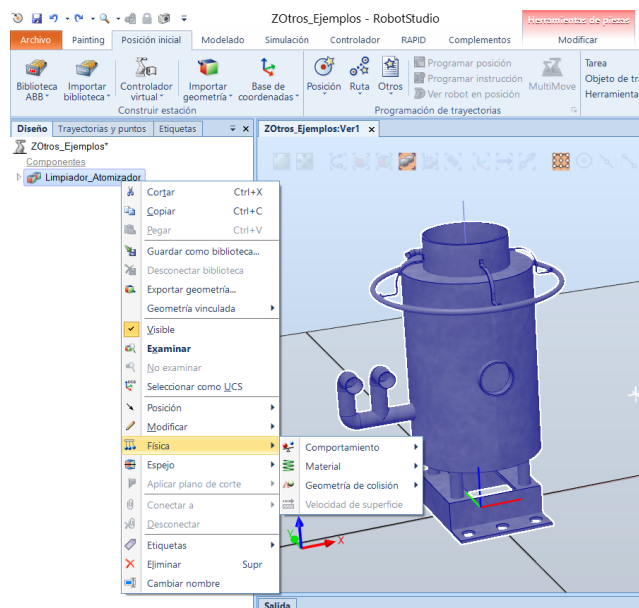 ZOtros_Ejemplos - RobotStudio
Herramientas de piezas
Archivo Painting Posición inicial Modelado Simulación Controlador RAPID Complementos Modificar
Biblioteca ABB
Importar biblioteca
Controlador virtual
Importar geometría
Base de coordenadas
Construir estación
Posición
Ruta
Otros
Programar posición
Programar instrucción
Ver robot en posición
MultiMove
Programación de trayectorias
Tarea
Objeto de tra
Herramienta
Diseño Trayectorias y puntos Etiquetas
ZOtros_Ejemplos:Ver1
ZOtros_Ejemplos*
Componentes
Limpiador_Atomizador
Cortar Ctrl+X
Copiar Ctrl+C
Pegar Ctrl+V
Guardar como biblioteca...
Desconectar biblioteca
Exportar geometría...
Geometría vinculada
Visible
Examinar
No examinar
Seleccionar como UCS
Posición
Modificar
Física
Espejo
Aplicar plano de corte
Conectar a
Desconectar
Etiquetas
Eliminar Supr
Cambiar nombre
Comportamiento
Material
Geometría de colisión
Velocidad de superficie
Y
X
Salida